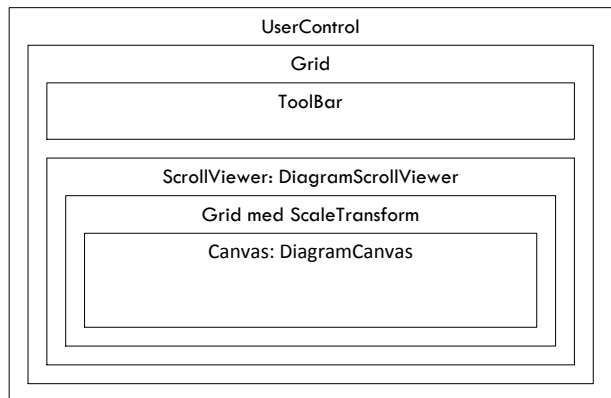 UserControl
Grid
ToolBar
ScrollViewer: DiagramScrollViewer
Grid med ScaleTransform
Canvas: DiagramCanvas